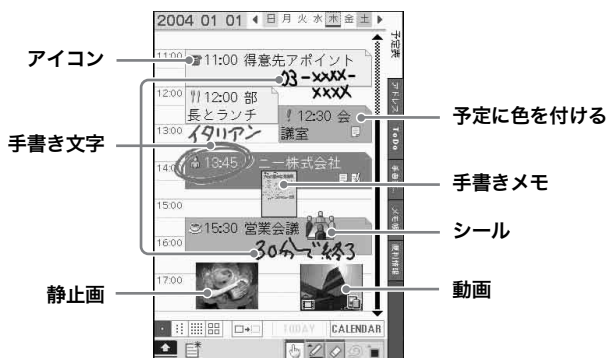 2004 01 01 日 月 火 水 木 金 土
予定表
アドレス
ToDo
11:00 11:00 得意先アポイント
03-xxxx-
xxxx
12:00 12:00 部
長とランチ
イタリアン
12:30 会
議室
13:00
14:00 13:45 ソニー株式会社
15:00
15:30 営業会議
16:00
30分で終了
17:00
TODAY CALENDAR
アイコン
手書き文字
静止画
予定に色を付ける
手書きメモ
シール
動画